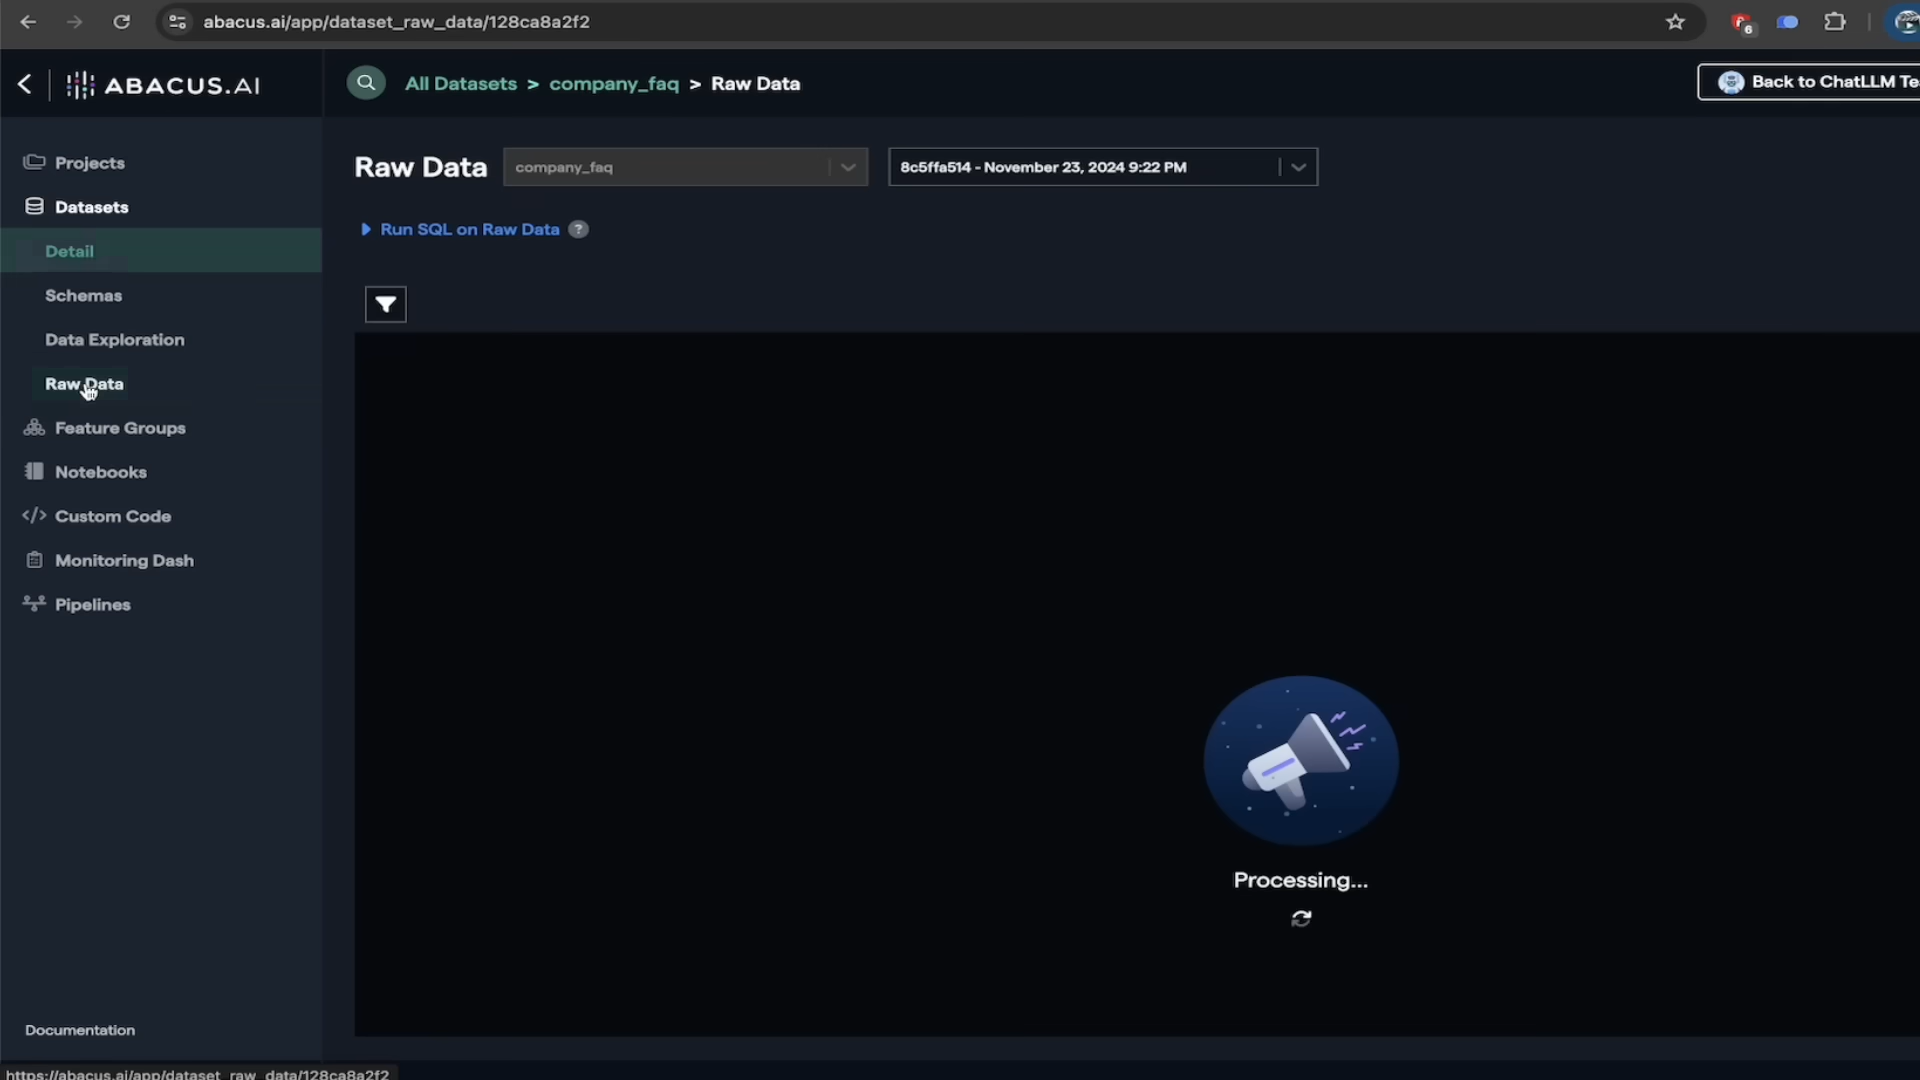 abacus.ai/app/dataset_raw_data/128ca8a2f2
6
ABACUS.AI
All Datasets > company_faq > Raw Data
Back to ChatLLM Te
Projects
Datasets
Detail
Schemas
Data Exploration
Raw Data
Feature Groups
Notebooks
Custom Code
Monitoring Dash
Pipelines
Documentation
Raw Data
company_faq
8c5ffa514 - November 23, 2024 9:22 PM
Run SQL on Raw Data ?
Processing...
https://abacus.ai/app/dataset_raw_data/128ca8a2f2